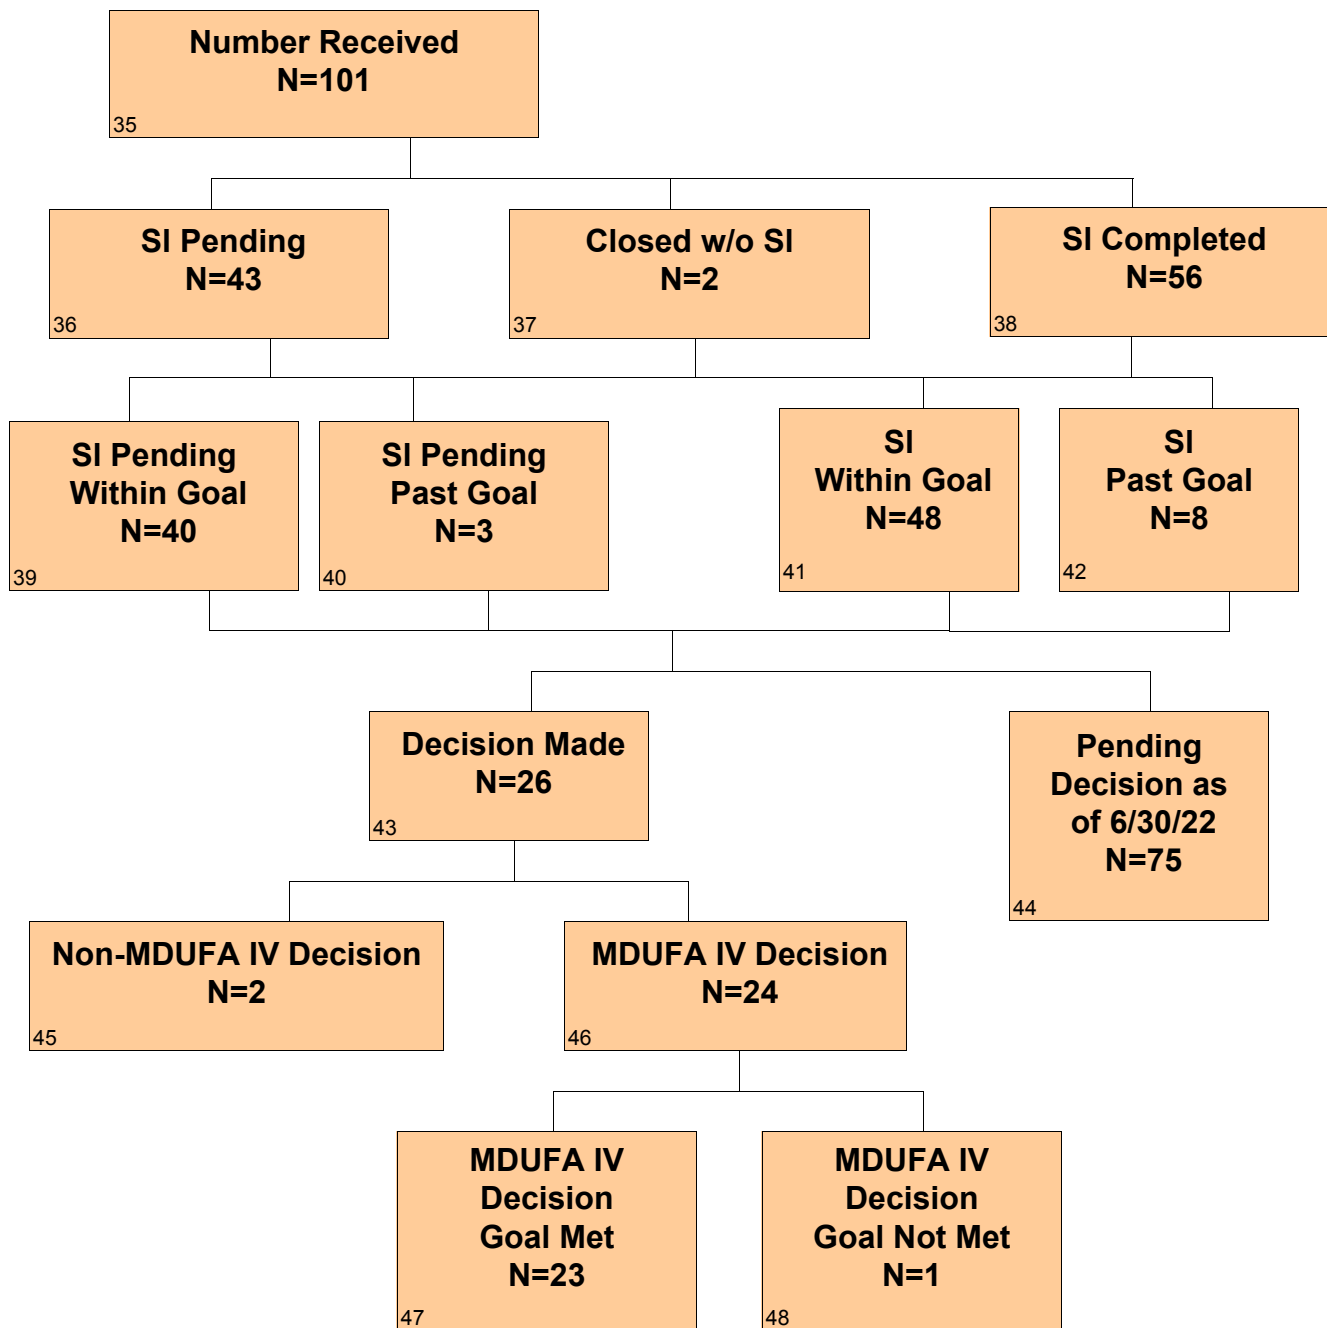 Number Received
N=101
35
SI Pending
N=43
36
Closed w/o SI
N=2
37
SI Completed
N=56
38
SI Pending
Within Goal
N=40
39
SI Pending
Past Goal
N=3
40
SI
Within Goal
N=48
41
SI
Past Goal
N=8
42
Decision Made
N=26
43
Pending
Decision as
of 6/30/22
N=75
44
Non-MDUFA IV Decision
N=2
45
MDUFA IV Decision
N=24
46
MDUFA IV
Decision
Goal Met
N=23
47
MDUFA IV
Decision
Goal Not Met
N=1
48